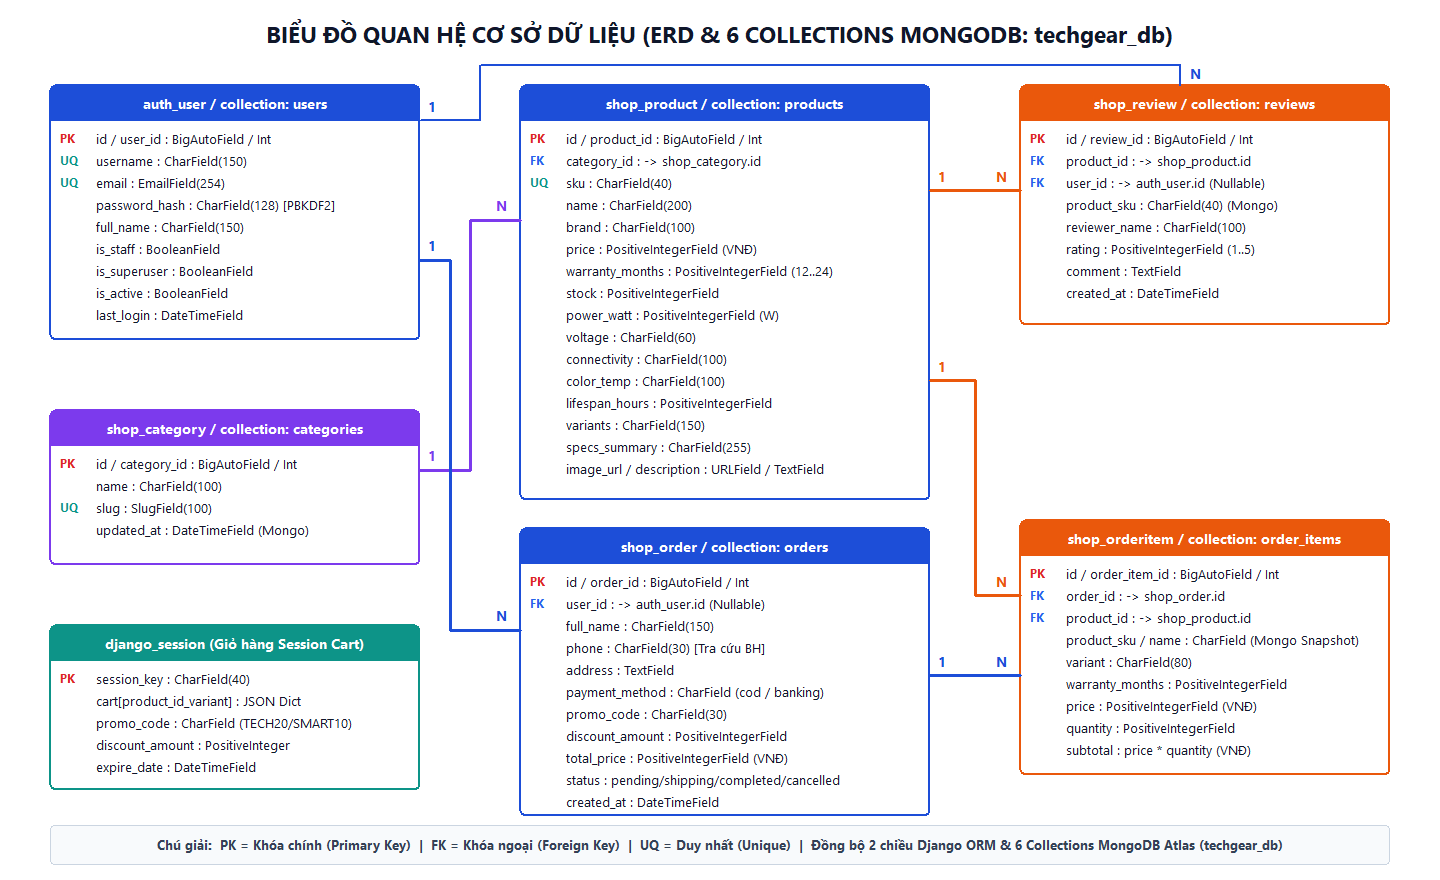 BIỂU ĐỒ QUAN HỆ CƠ SỞ DỮ LIỆU (ERD & 6 COLLECTIONS MONGODB: techgear_db)
auth_user / collection: users
PK id / user_id : BigAutoField / Int
UQ username : CharField(150)
UQ email : EmailField(254)
password_hash : CharField(128) [PBKDF2]
full_name : CharField(150)
is_staff : BooleanField
is_superuser : BooleanField
is_active : BooleanField
last_login : DateTimeField
1
1
N
shop_category / collection: categories
PK id / category_id : BigAutoField / Int
name : CharField(100)
UQ slug : SlugField(100)
updated_at : DateTimeField (Mongo)
1
N
django_session (Giỏ hàng Session Cart)
PK session_key : CharField(40)
cart[product_id_variant] : JSON Dict
promo_code : CharField (TECH20/SMART10)
discount_amount : PositiveInteger
expire_date : DateTimeField
shop_product / collection: products
PK id / product_id : BigAutoField / Int
FK category_id : -> shop_category.id
UQ sku : CharField(40)
name : CharField(200)
brand : CharField(100)
price : PositiveIntegerField (VNĐ)
warranty_months : PositiveIntegerField (12..24)
stock : PositiveIntegerField
power_watt : PositiveIntegerField (W)
voltage : CharField(60)
connectivity : CharField(100)
color_temp : CharField(100)
lifespan_hours : PositiveIntegerField
variants : CharField(150)
specs_summary : CharField(255)
image_url / description : URLField / TextField
1
N
1
N
shop_order / collection: orders
PK id / order_id : BigAutoField / Int
FK user_id : -> auth_user.id (Nullable)
full_name : CharField(150)
phone : CharField(30) [Tra cứu BH]
address : TextField
payment_method : CharField (cod / banking)
promo_code : CharField(30)
discount_amount : PositiveIntegerField
total_price : PositiveIntegerField (VNĐ)
status : pending/shipping/completed/cancelled
created_at : DateTimeField
N
1
N
shop_review / collection: reviews
PK id / review_id : BigAutoField / Int
FK product_id : -> shop_product.id
FK user_id : -> auth_user.id (Nullable)
product_sku : CharField(40) (Mongo)
reviewer_name : CharField(100)
rating : PositiveIntegerField (1..5)
comment : TextField
created_at : DateTimeField
shop_orderitem / collection: order_items
PK id / order_item_id : BigAutoField / Int
FK order_id : -> shop_order.id
FK product_id : -> shop_product.id
product_sku / name : CharField (Mongo Snapshot)
variant : CharField(80)
warranty_months : PositiveIntegerField
price : PositiveIntegerField (VNĐ)
quantity : PositiveIntegerField
subtotal : price * quantity (VNĐ)
Chú giải: PK = Khóa chính (Primary Key) | FK = Khóa ngoại (Foreign Key) | UQ = Duy nhất (Unique) | Đồng bộ 2 chiều Django ORM & 6 Collections MongoDB Atlas (techgear_db)